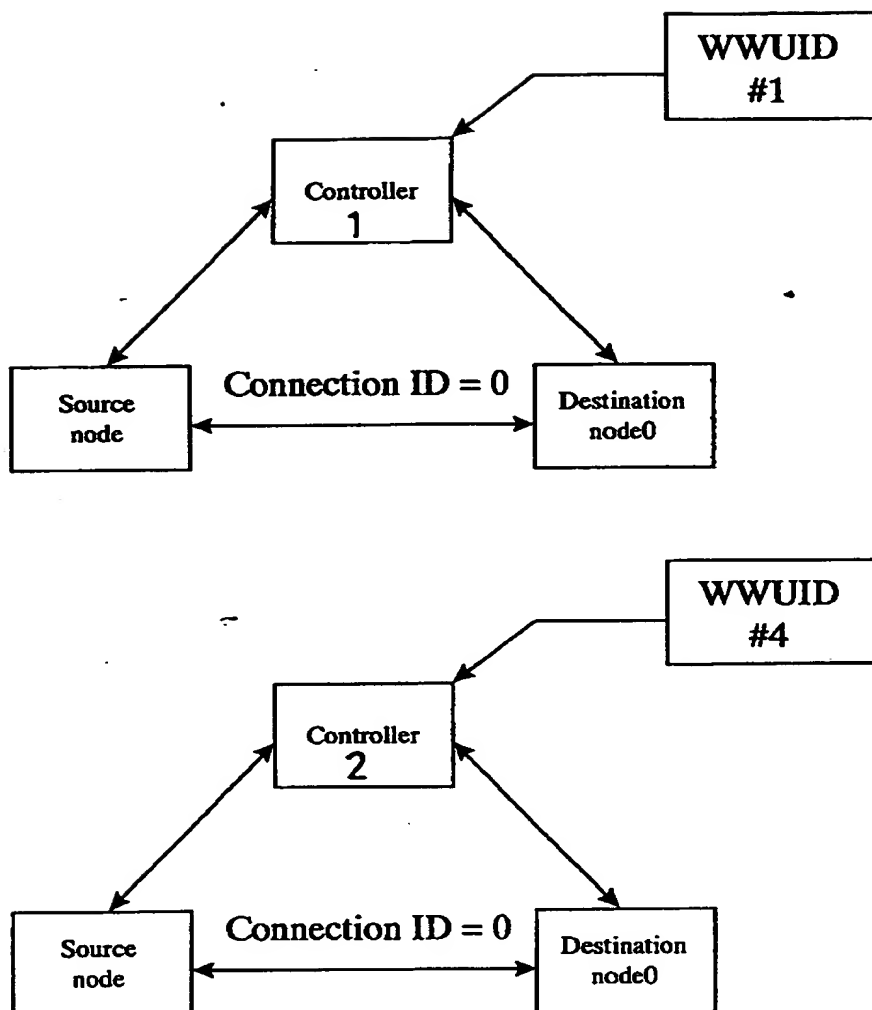 WWUID
#1
Controller
1
Connection ID = 0
Source
node
Destination
node0
WWUID
#4
Controller
2
Connection ID = 0
Source
node
Destination
node0